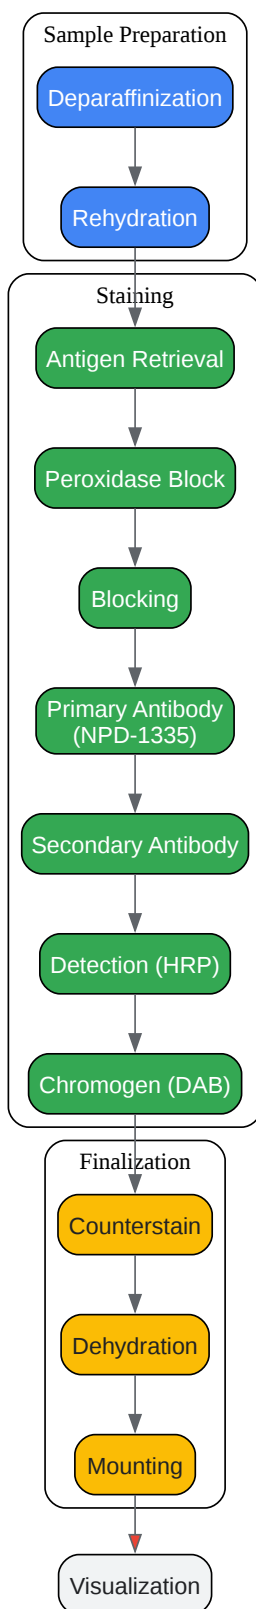 Sample Preparation
Deparaffinization
Rehydration
Staining
Antigen Retrieval
Peroxidase Block
Blocking
Primary Antibody
(NPD-1335)
Secondary Antibody
Detection (HRP)
Chromogen (DAB)
Finalization
Counterstain
Dehydration
Mounting
Visualization